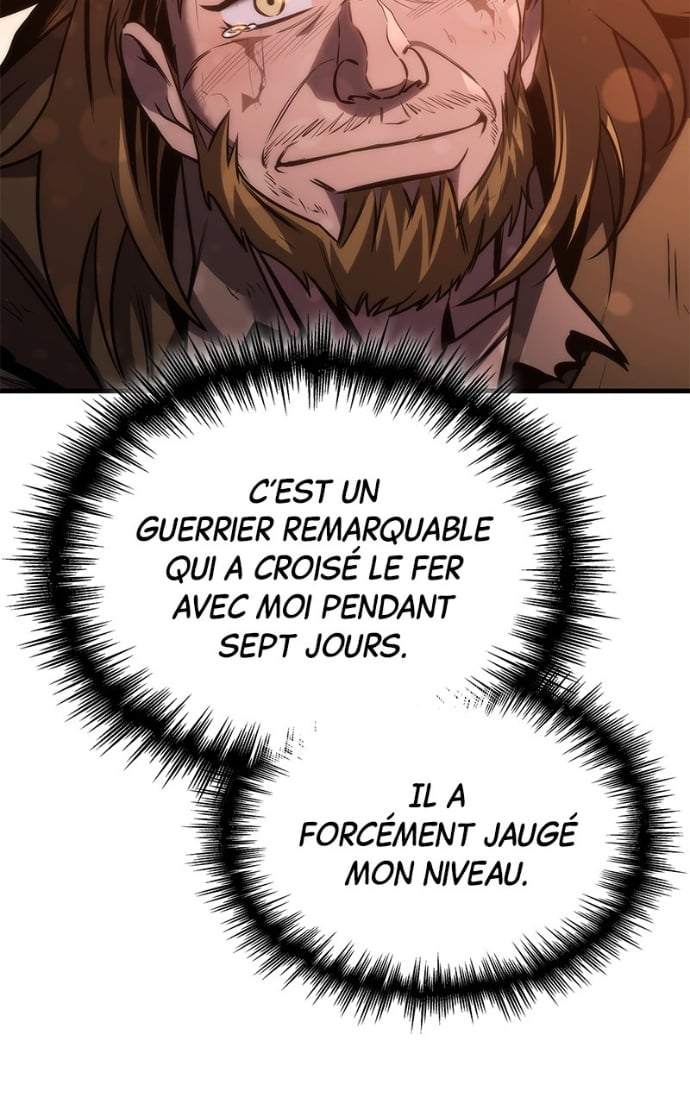 C'EST UN
GUERRIER REMARQUABLE
QUI A CROISÉ LE FER
AVEC MOI PENDANT
SEPT JOURS.
IL A
FORCÉMENT JAUGÉ
MON NIVEAU.